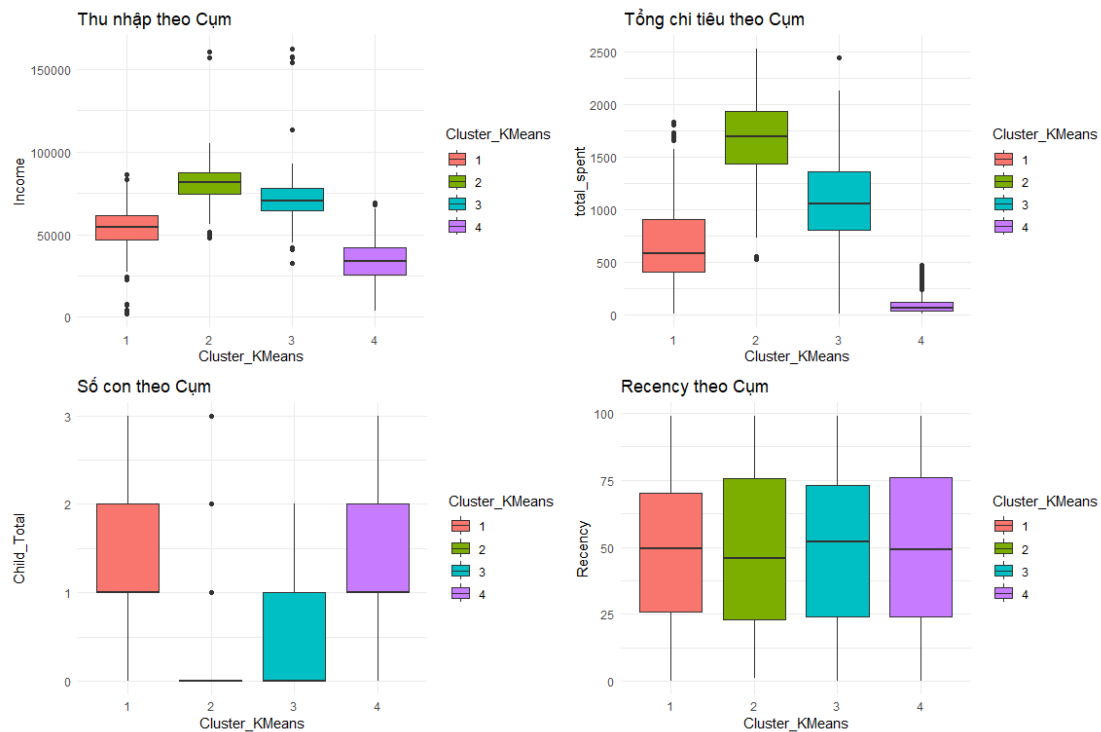 Thu nhập theo Cụm
150000
100000
50000
0
Income
1 2 3 4
Cluster_KMeans
Cluster_KMeans
1
2
3
4
Tổng chi tiêu theo Cụm
2500
2000
1500
1000
500
0
total_spent
1 2 3 4
Cluster_KMeans
Cluster_KMeans
1
2
3
4
Số con theo Cụm
3
2
1
0
Child_Total
1 2 3 4
Cluster_KMeans
Cluster_KMeans
1
2
3
4
Recency theo Cụm
100
75
50
25
0
Recency
1 2 3 4
Cluster_KMeans
Cluster_KMeans
1
2
3
4